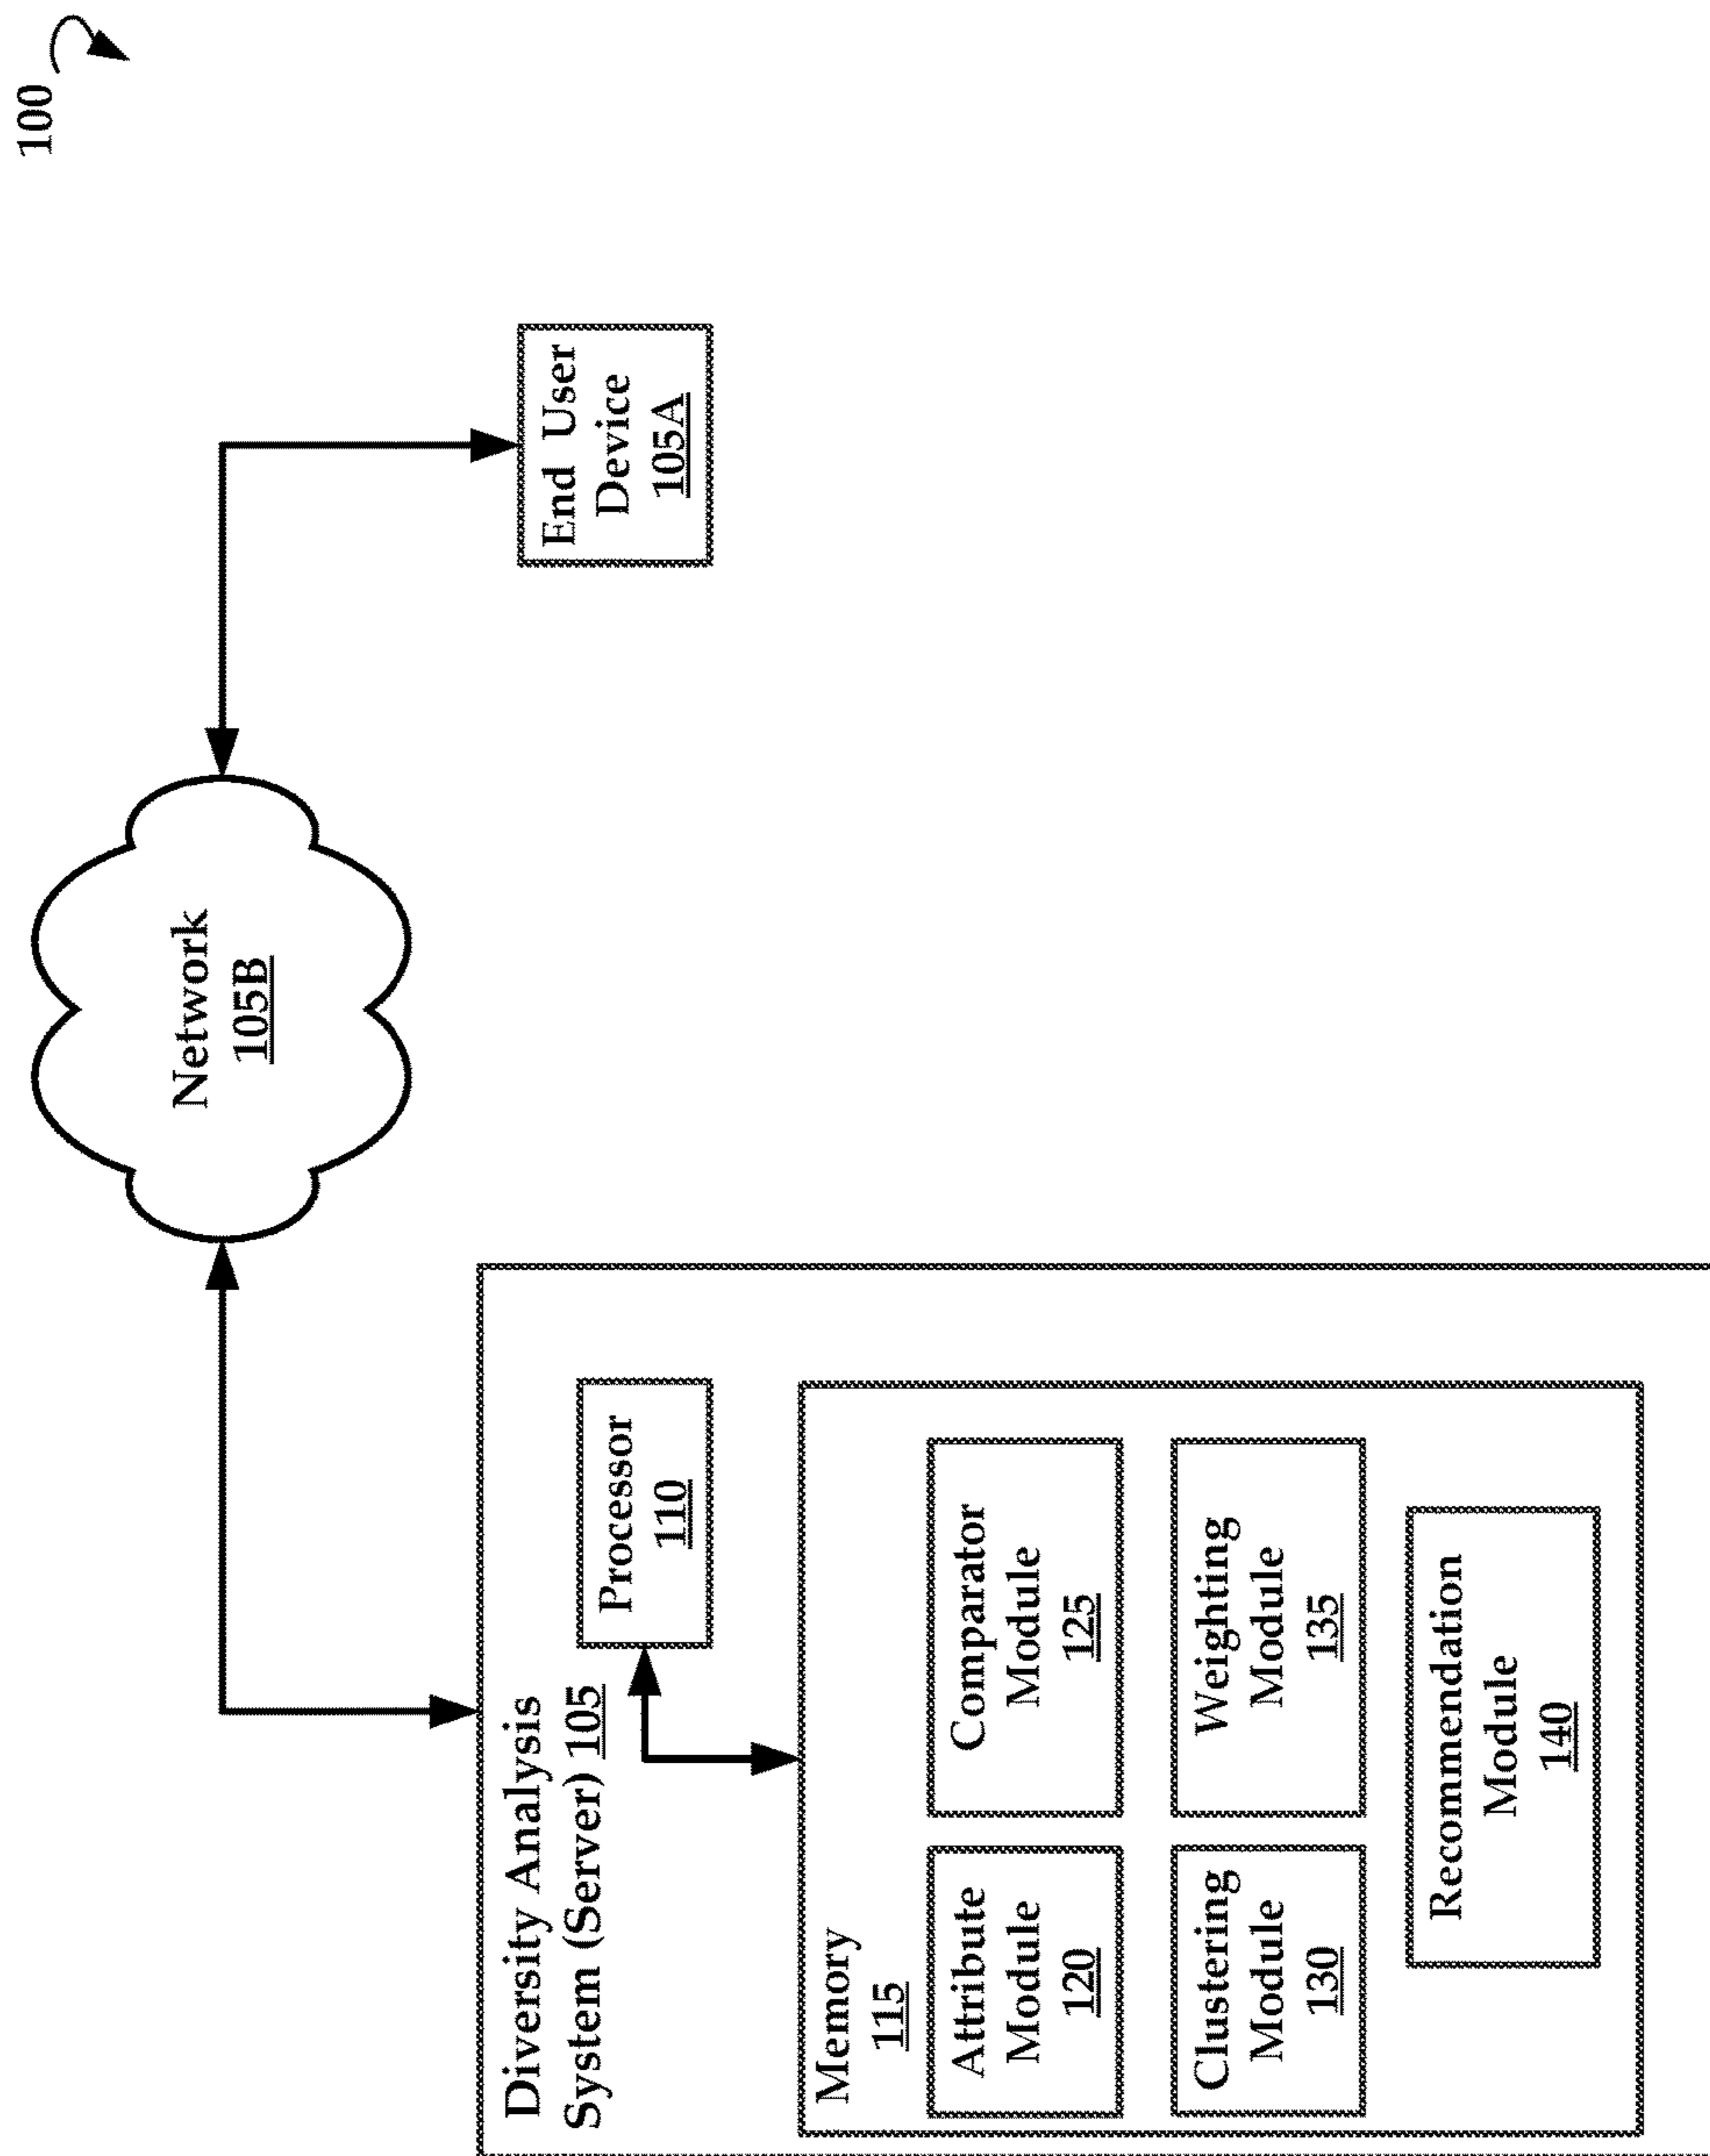 100
Network
105B
End User
Device
105A
Diversity Analysis
System (Server) 105
Processor
110
Memory
115
Attribute
Module
120
Comparator
Module
125
Clustering
Module
130
Weighting
Module
135
Recommendation
Module
140